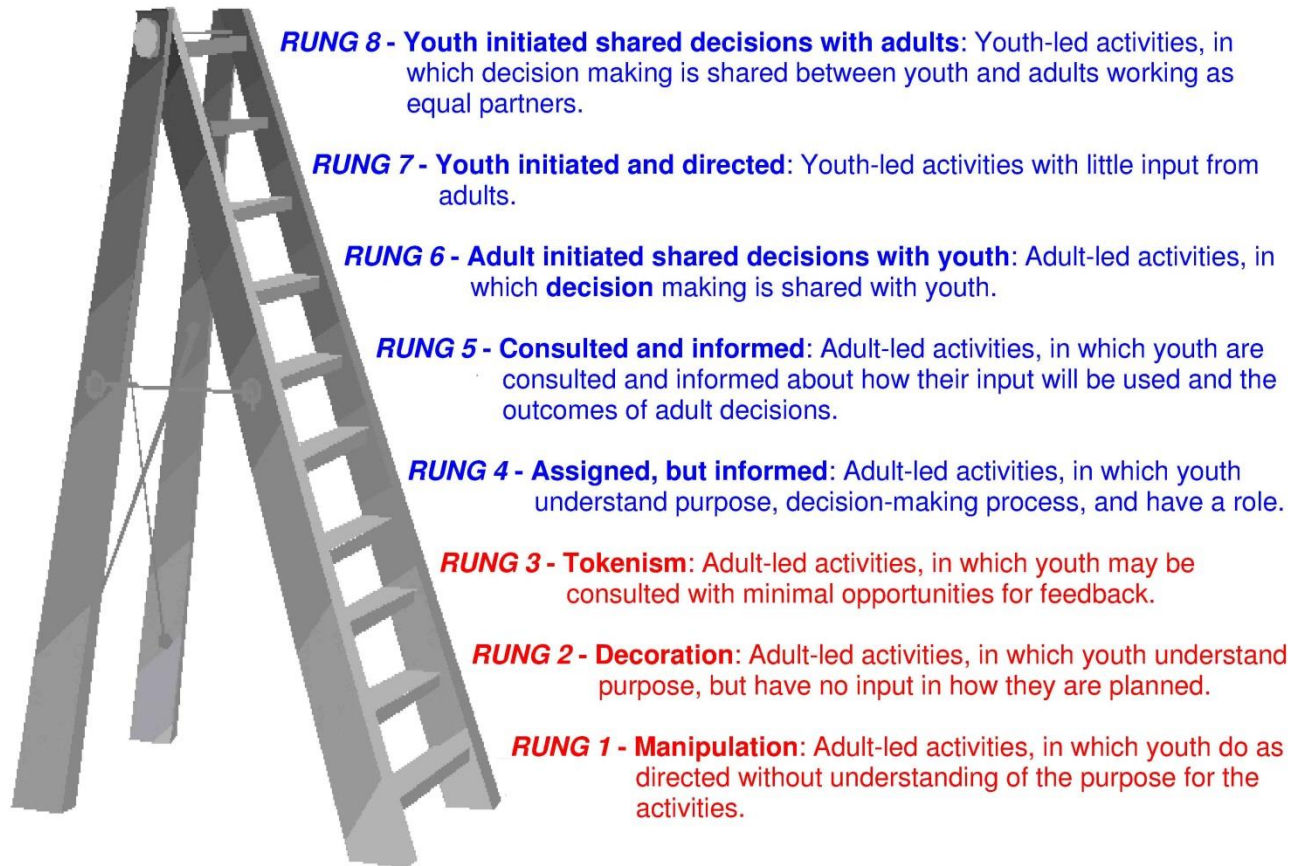 RUNG 8 - Youth initiated shared decisions with adults: Youth-led activities, in
which decision making is shared between youth and adults working as
equal partners.
RUNG 7 - Youth initiated and directed: Youth-led activities with little input from
adults.
RUNG 6 - Adult initiated shared decisions with youth: Adult-led activities, in
which decision making is shared with youth.
RUNG 5 - Consulted and informed: Adult-led activities, in which youth are
consulted and informed about how their input will be used and the
outcomes of adult decisions.
RUNG 4 - Assigned, but informed: Adult-led activities, in which youth
understand purpose, decision-making process, and have a role.
RUNG 3 - Tokenism: Adult-led activities, in which youth may be
consulted with minimal opportunities for feedback.
RUNG 2 - Decoration: Adult-led activities, in which youth understand
purpose, but have no input in how they are planned.
RUNG 1 - Manipulation: Adult-led activities, in which youth do as
directed without understanding of the purpose for the
activities.